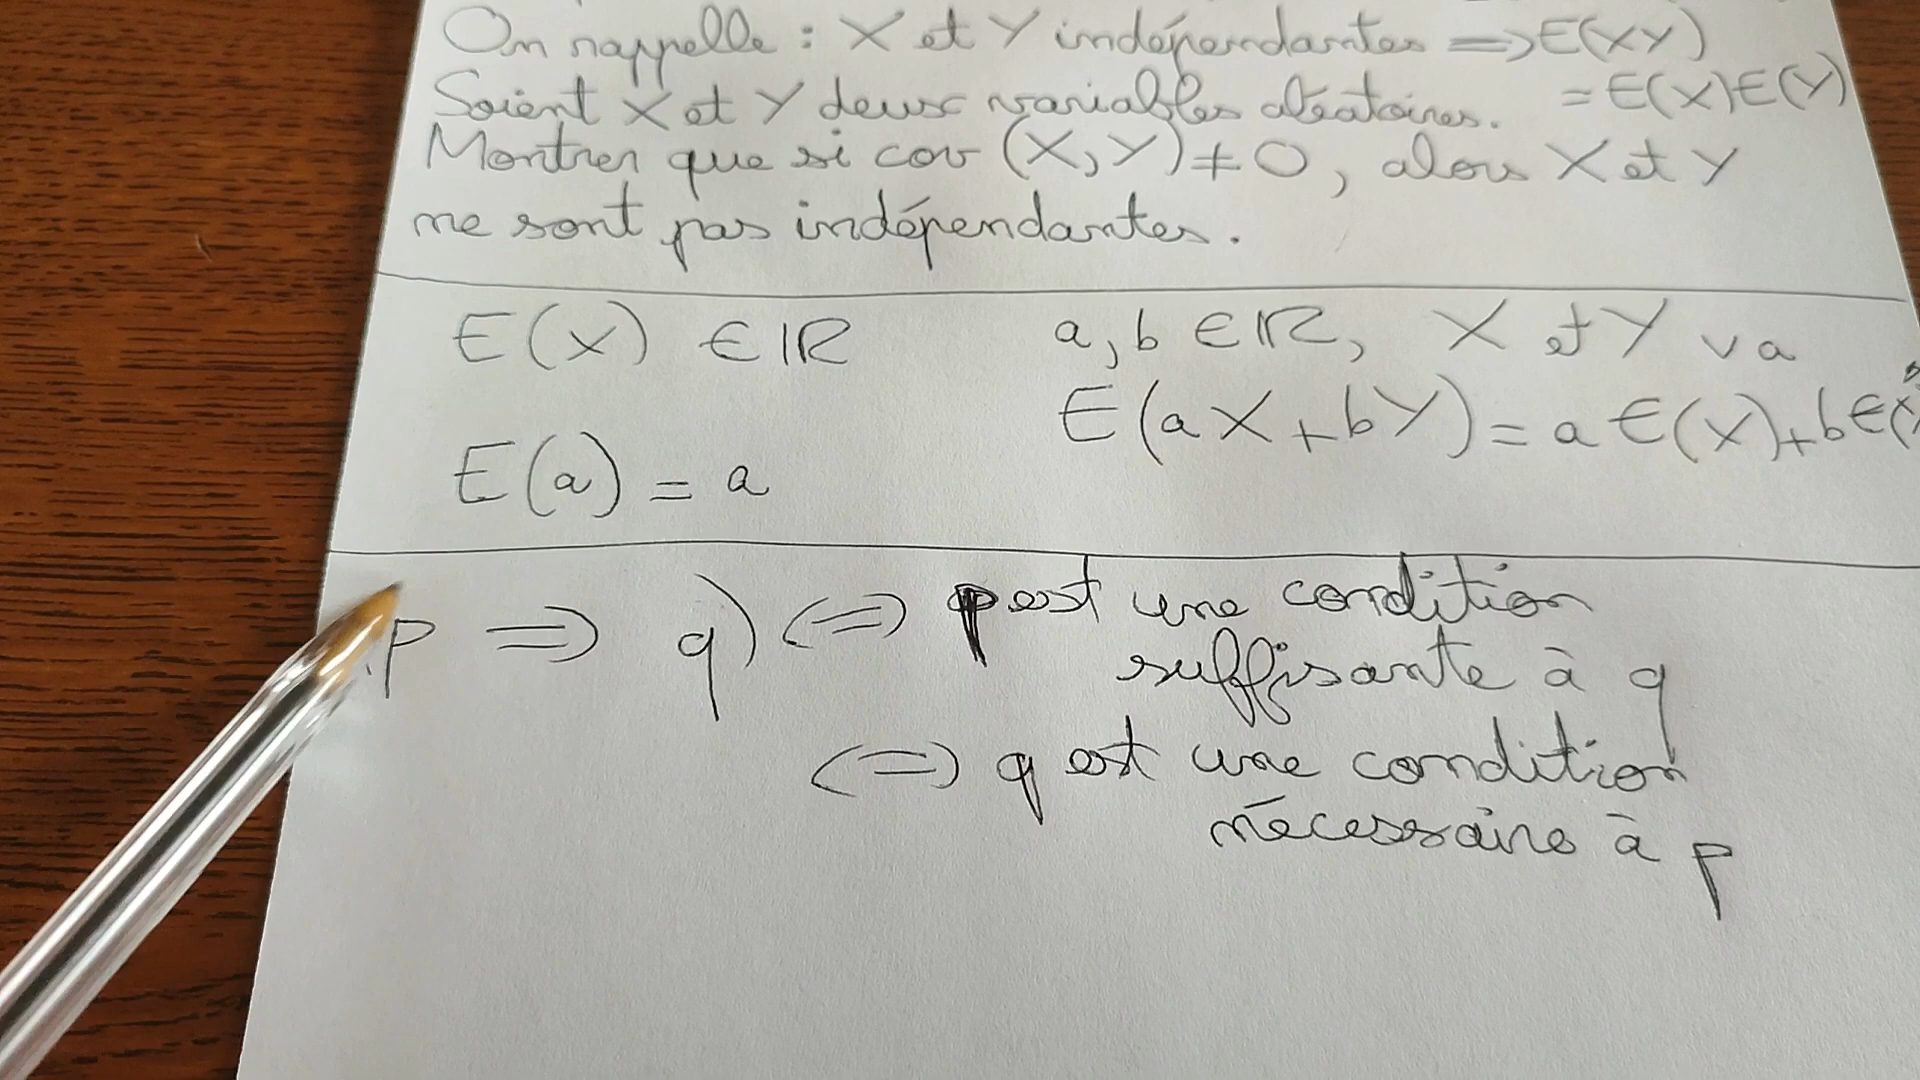 On rappelle : X et Y indépendantes => E(XY)
= E(X)E(Y)
Soient X et Y deux variables aléatoires.
Montrer que si cov (X, Y) ≠ 0, alors X et Y
ne sont pas indépendantes.
E(X) ∈ ℝ
a, b ∈ ℝ, X et Y va
E(aX + bY) = a E(X) + b E(
E(a) = a
p => q) <=> p est une condition
suffisante à q
<=> q est une condition
nécessaire à p